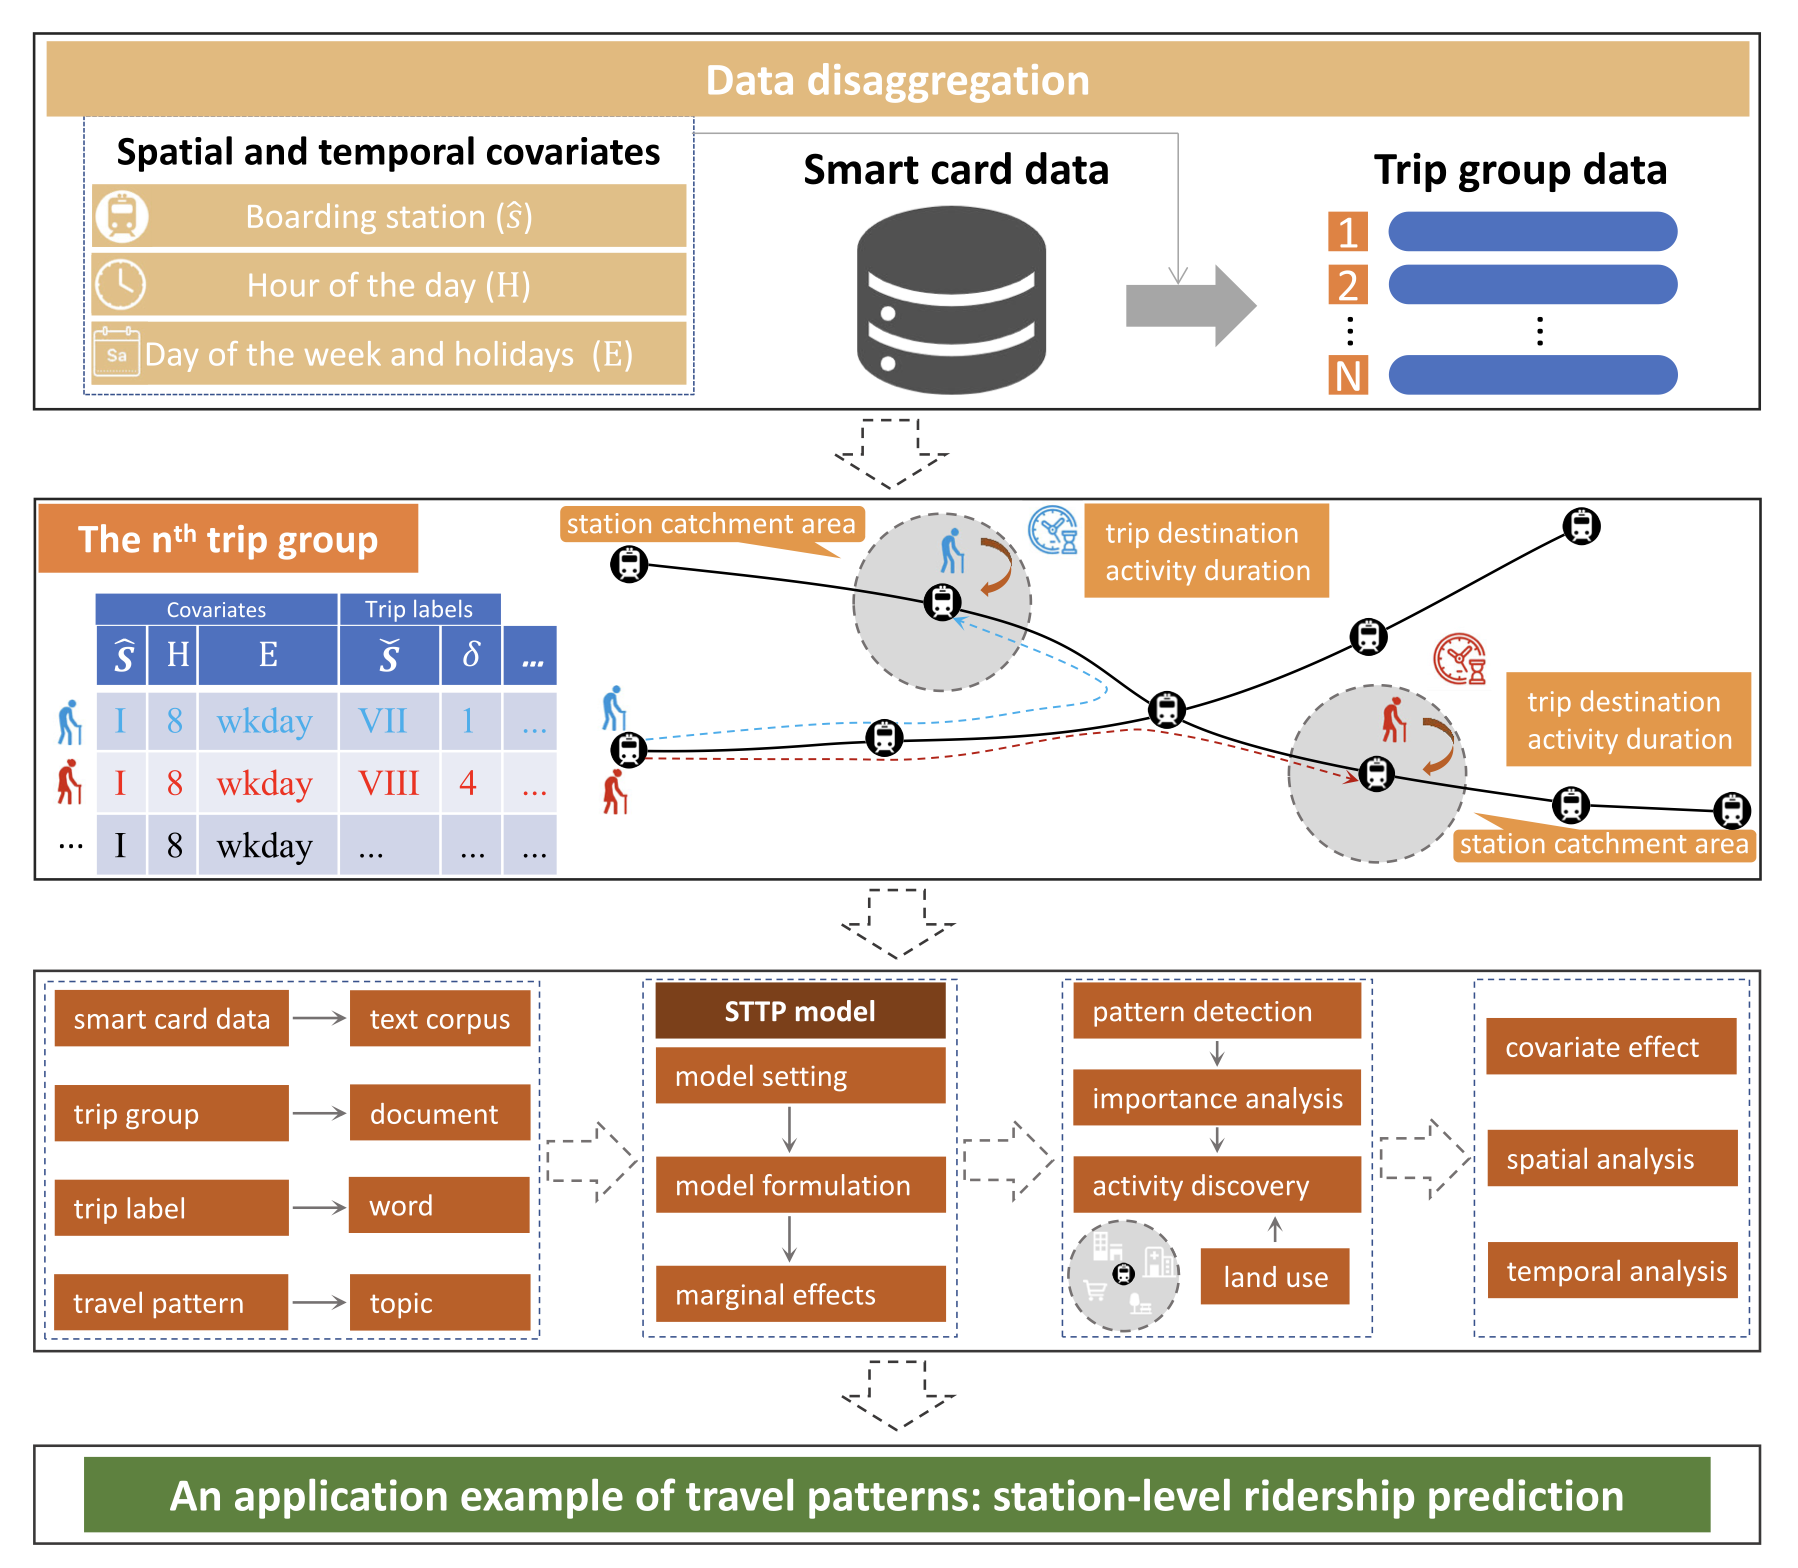 Data disaggregation
Spatial and temporal covariates
Boarding station (ŝ)
Hour of the day (H)
Sa
Day of the week and holidays (E)
Smart card data
Trip group data
1
2
⋮ ⋮
N
The nth trip group
Covariates Trip labels
ŝ H E š δ ...
I 8 wkday VII 1 ...
I 8 wkday VIII 4 ...
... I 8 wkday ... ... ...
station catchment area
trip destination
activity duration
trip destination
activity duration
station catchment area
smart card data
text corpus
trip group
document
trip label
word
travel pattern
topic
STTP model
model setting
model formulation
marginal effects
pattern detection
importance analysis
activity discovery
land use
covariate effect
spatial analysis
temporal analysis
An application example of travel patterns: station-level ridership prediction